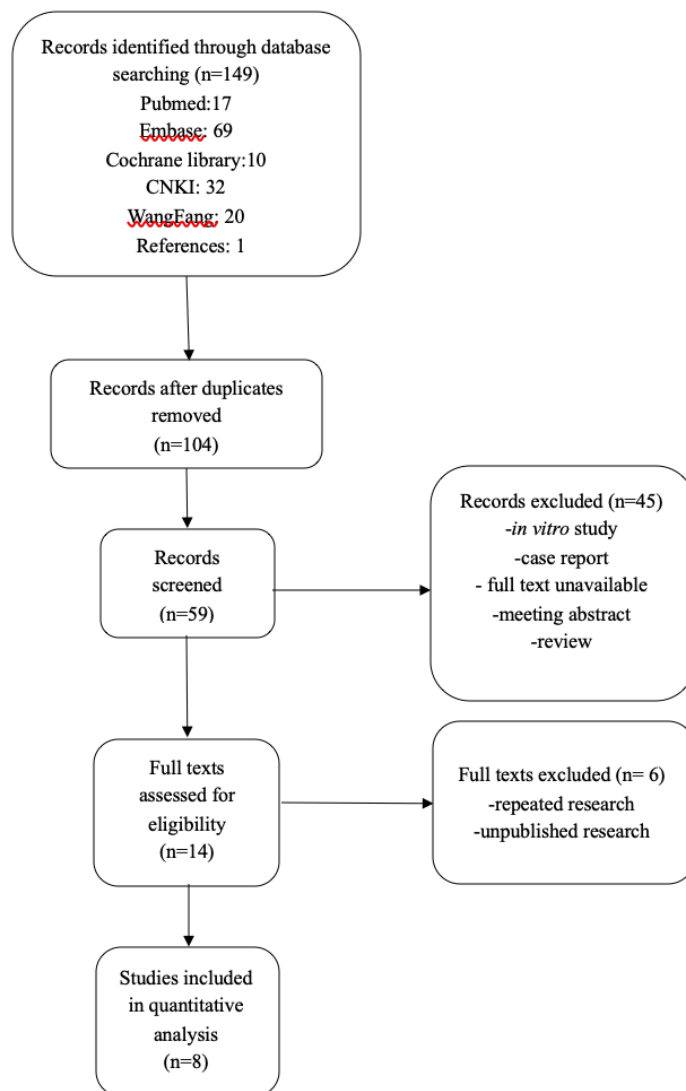 Records identified through database
searching (n=149)
Pubmed:17
Embase: 69
Cochrane library:10
CNKI: 32
WangFang: 20
References: 1
Records after duplicates
removed
(n=104)
Records
screened
(n=59)
Records excluded (n=45)
-in vitro study
-case report
- full text unavailable
-meeting abstract
-review
Full texts
assessed for
eligibility
(n=14)
Full texts excluded (n= 6)
-repeated research
-unpublished research
Studies included
in quantitative
analysis
(n=8)